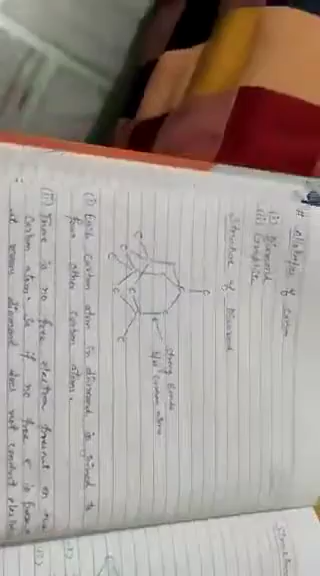 # Allotropes of Carbon
(i) Diamond
(ii) Graphite
Structure of Diamond
C
C
C
C
C
C
C
C
Strong Bonds
b/w Carbon atoms
(i) Each carbon atom in diamond is joined to
four other carbon atoms.
(ii) There is no free electron present on the
carbon atom. So if no free e is
diamond does not conduct